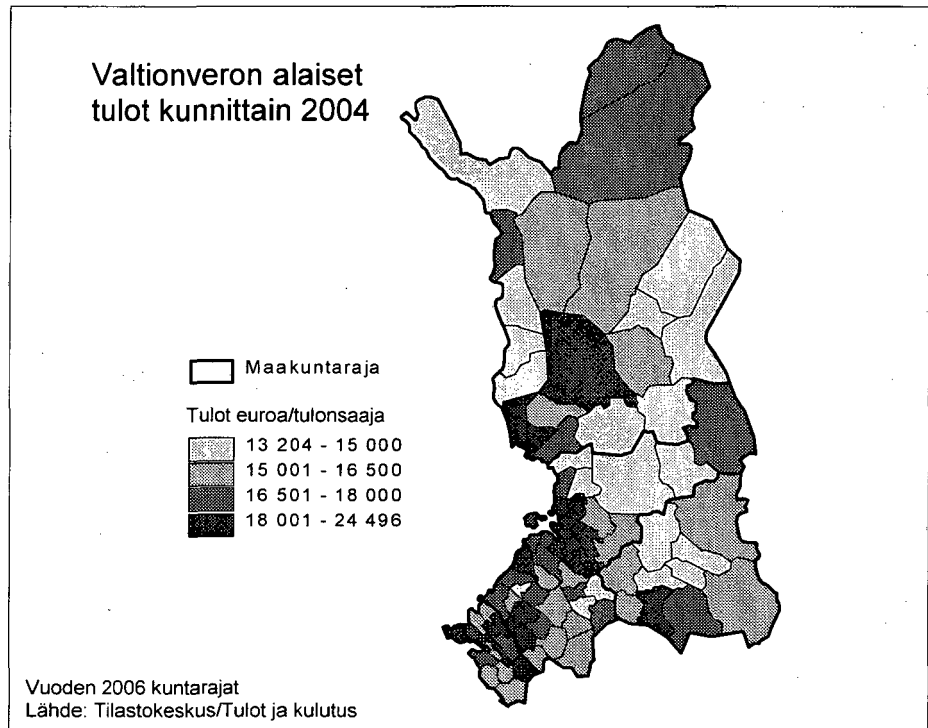 Valtionveron alaiset
tulot kunnittain 2004
Maakuntaraja
Tulot euroa/tulonsaaja
13 204 - 15 000
15 001 - 16 500
16 501 - 18 000
18 001 - 24 496
Vuoden 2006 kuntarajat
Lähde: Tilastokeskus/Tulot ja kulutus